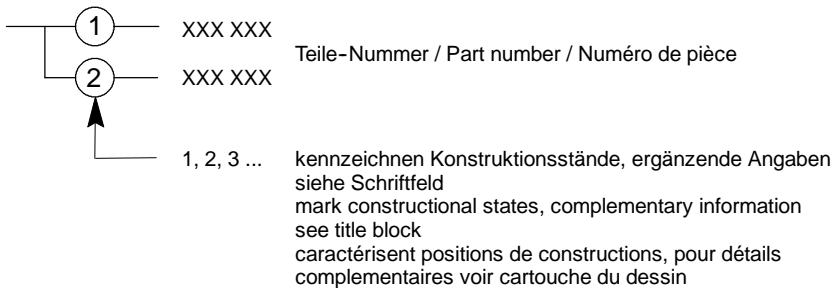 1 XXX XXX
Teile-Nummer / Part number / Numéro de pièce
2 XXX XXX
1, 2, 3 ... kennzeichnen Konstruktionsstände, ergänzende Angaben
siehe Schriftfeld
mark constructional states, complementary information
see title block
caractérisent positions de constructions, pour détails
complementaires voir cartouche du dessin